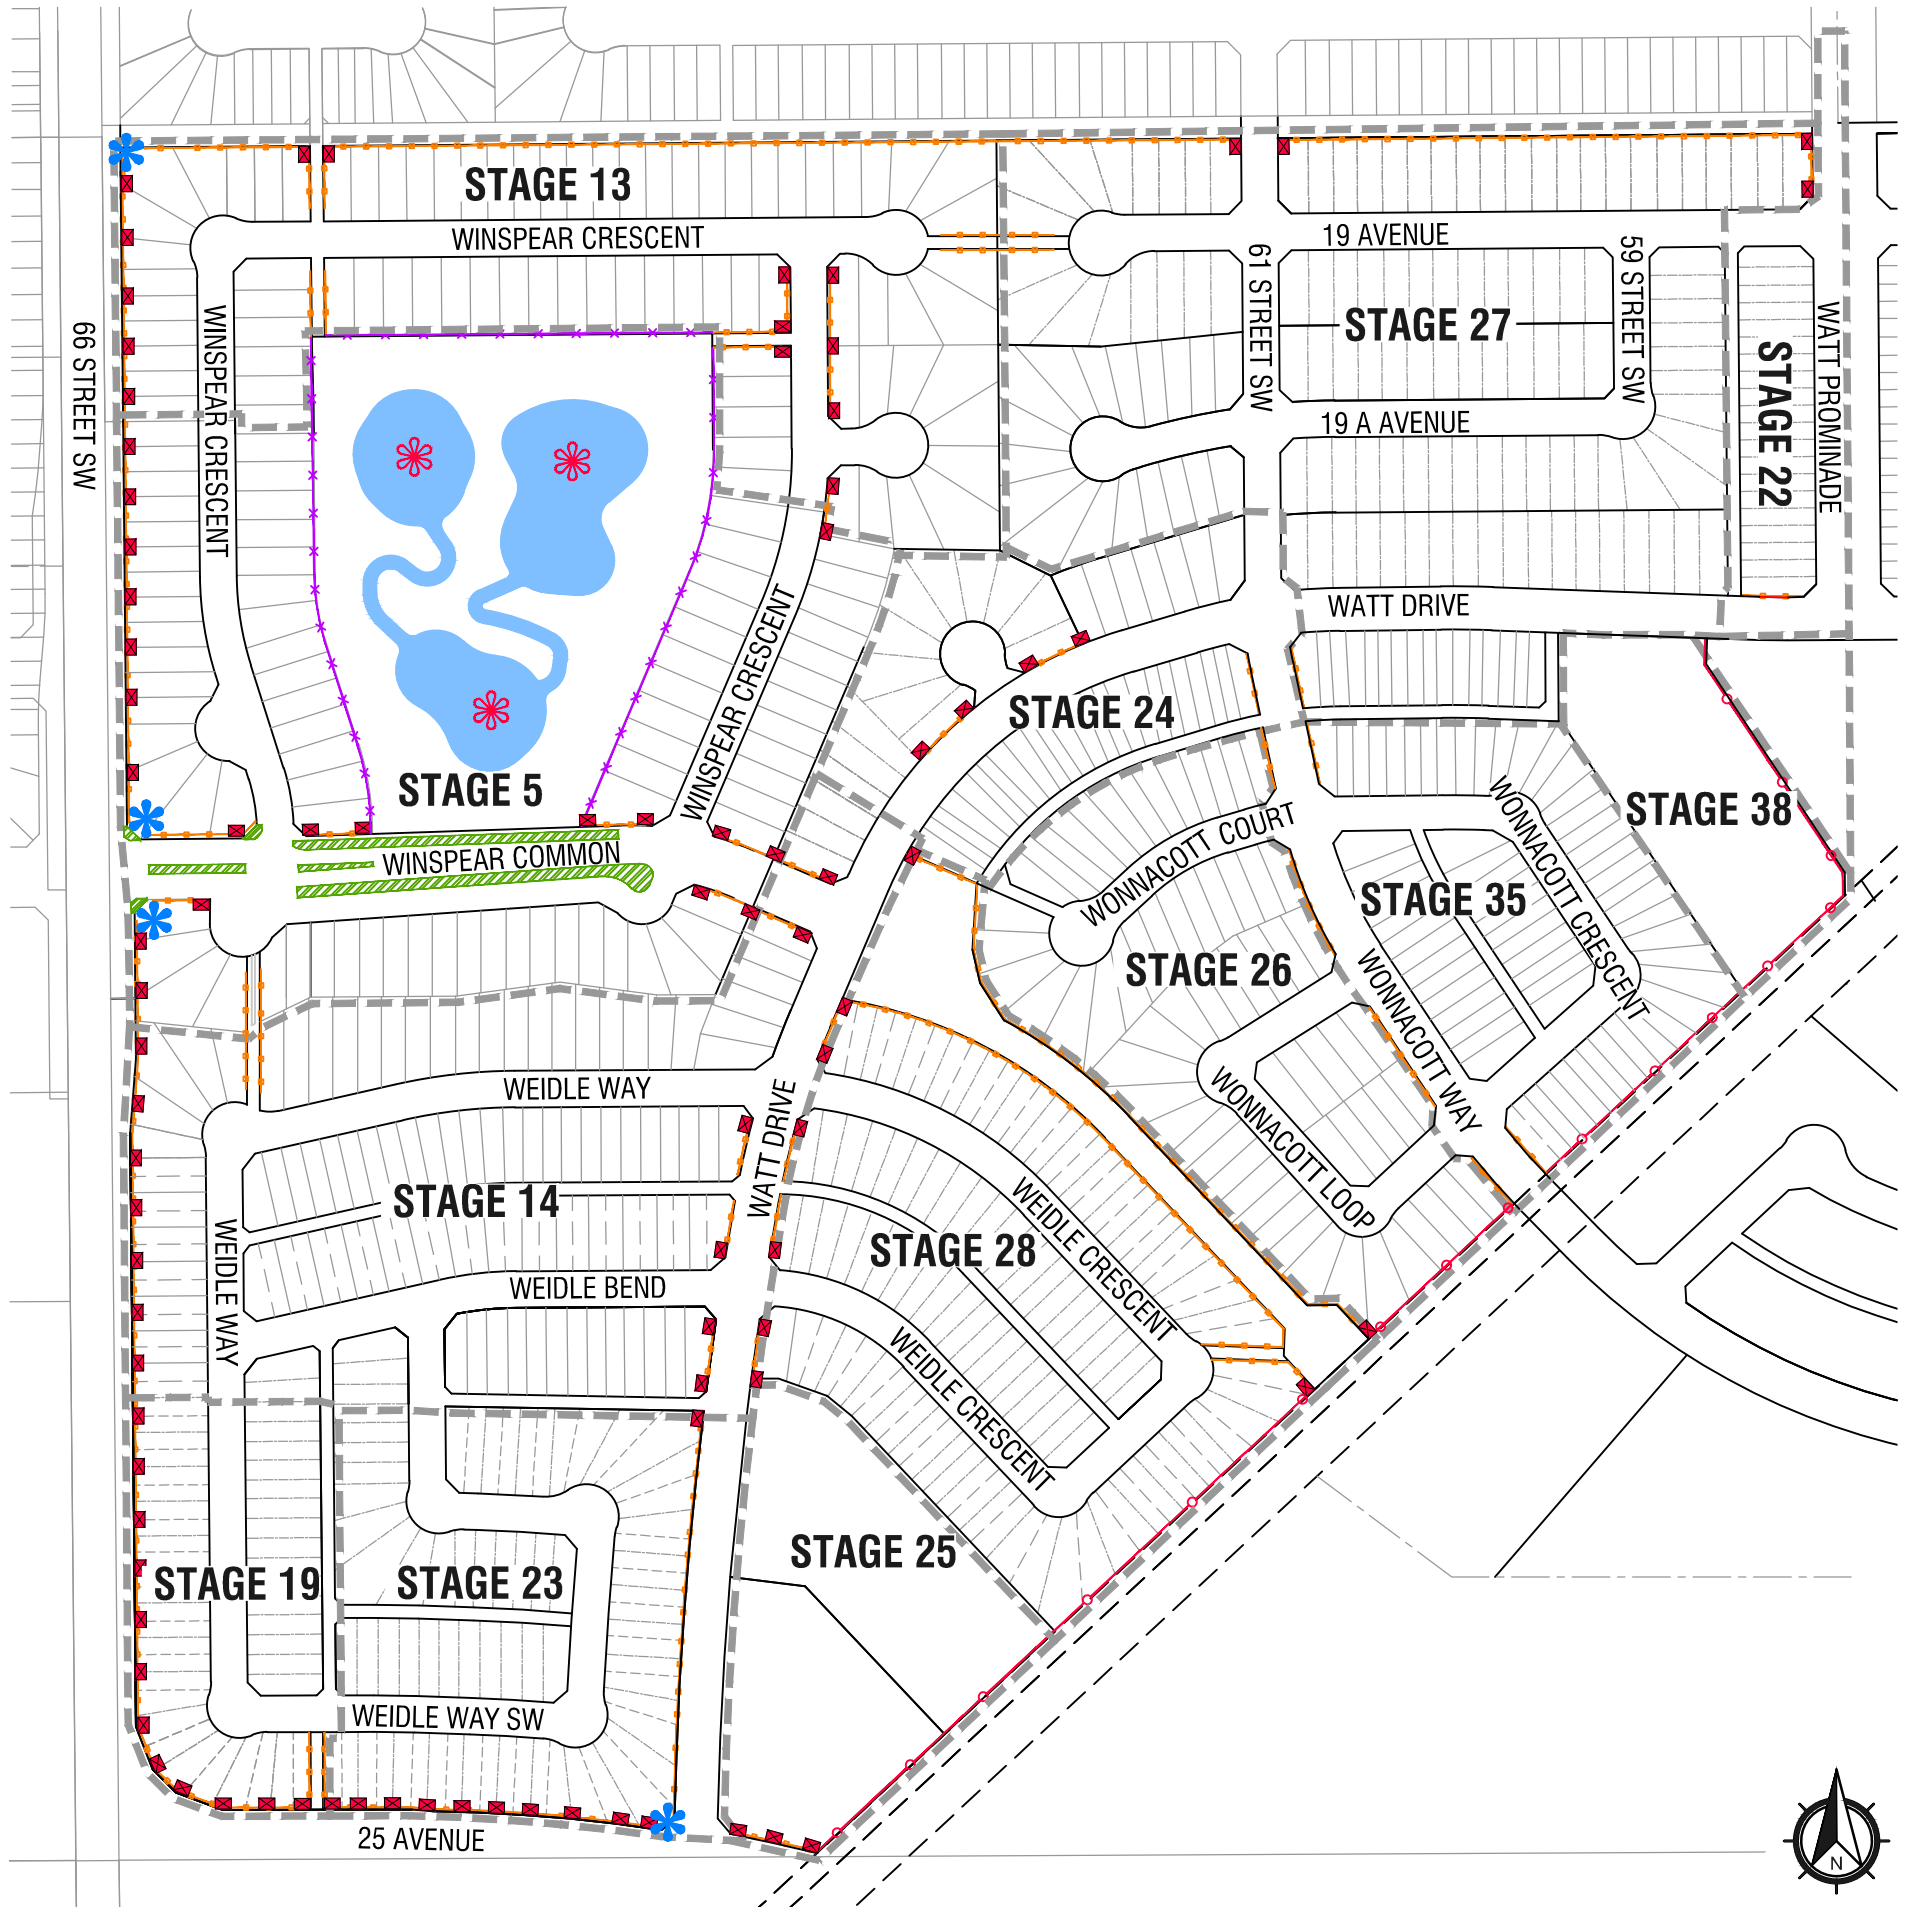 STAGE 13
WINSPEAR CRESCENT
19 AVENUE
61 STREET SW
59 STREET SW
STAGE 27
WATT PROMINADE
STAGE 22
66 STREET SW
WINSPEAR CRESCENT
19 A AVENUE
WATT DRIVE
WINSPEAR CRESCENT
STAGE 24
STAGE 5
WINSPEAR COMMON
WONNACOTT COURT
WONNACOTT CRESCENT
STAGE 38
STAGE 35
STAGE 26
WONNACOTT WAY
WONNACOTT LOOP
WEIDLE WAY
WATT DRIVE
STAGE 14
WEIDLE WAY
WEIDLE BEND
STAGE 28
WEIDLE CRESCENT
WEIDLE CRESCENT
STAGE 25
STAGE 19
STAGE 23
WEIDLE WAY SW
25 AVENUE
N